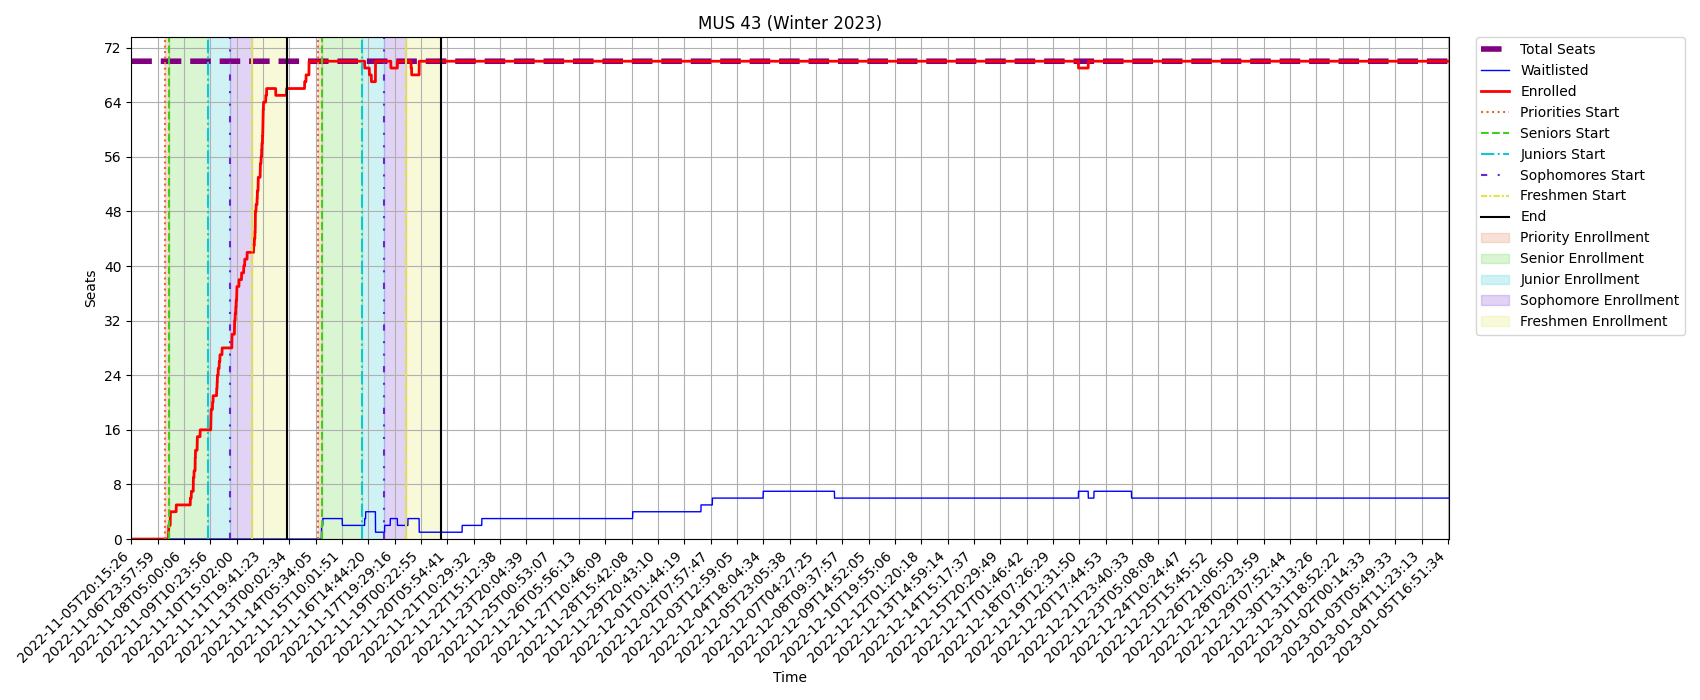 MUS 43 (Winter 2023)
72
64
56
48
40
32
24
16
8
0
Seats
2022-11-05T20:15:26
2022-11-06T23:57:59
2022-11-08T05:00:06
2022-11-09T10:23:56
2022-11-10T15:02:00
2022-11-11T19:41:23
2022-11-13T00:02:34
2022-11-14T05:34:05
2022-11-15T10:01:51
2022-11-16T14:44:20
2022-11-17T19:29:16
2022-11-19T00:22:55
2022-11-20T05:54:41
2022-11-21T10:29:32
2022-11-22T15:12:38
2022-11-23T20:04:39
2022-11-25T00:53:07
2022-11-26T05:56:13
2022-11-27T10:46:09
2022-11-28T15:42:08
2022-11-29T20:43:10
2022-12-01T01:44:19
2022-12-02T07:57:47
2022-12-03T12:59:05
2022-12-04T18:04:34
2022-12-05T23:05:38
2022-12-07T04:27:25
2022-12-08T09:37:57
2022-12-09T14:52:05
2022-12-10T19:55:06
2022-12-12T01:20:18
2022-12-13T14:59:14
2022-12-14T15:17:37
2022-12-15T20:29:49
2022-12-17T01:46:42
2022-12-18T07:26:29
2022-12-19T12:31:50
2022-12-20T17:44:53
2022-12-21T23:40:33
2022-12-23T05:08:08
2022-12-24T10:24:47
2022-12-25T15:45:52
2022-12-26T21:06:50
2022-12-28T02:23:59
2022-12-29T07:52:44
2022-12-30T13:13:26
2022-12-31T18:52:22
2023-01-02T00:14:33
2023-01-03T05:49:33
2023-01-04T11:23:13
2023-01-05T16:51:34
Time
Total Seats
Waitlisted
Enrolled
Priorities Start
Seniors Start
Juniors Start
Sophomores Start
Freshmen Start
End
Priority Enrollment
Senior Enrollment
Junior Enrollment
Sophomore Enrollment
Freshmen Enrollment